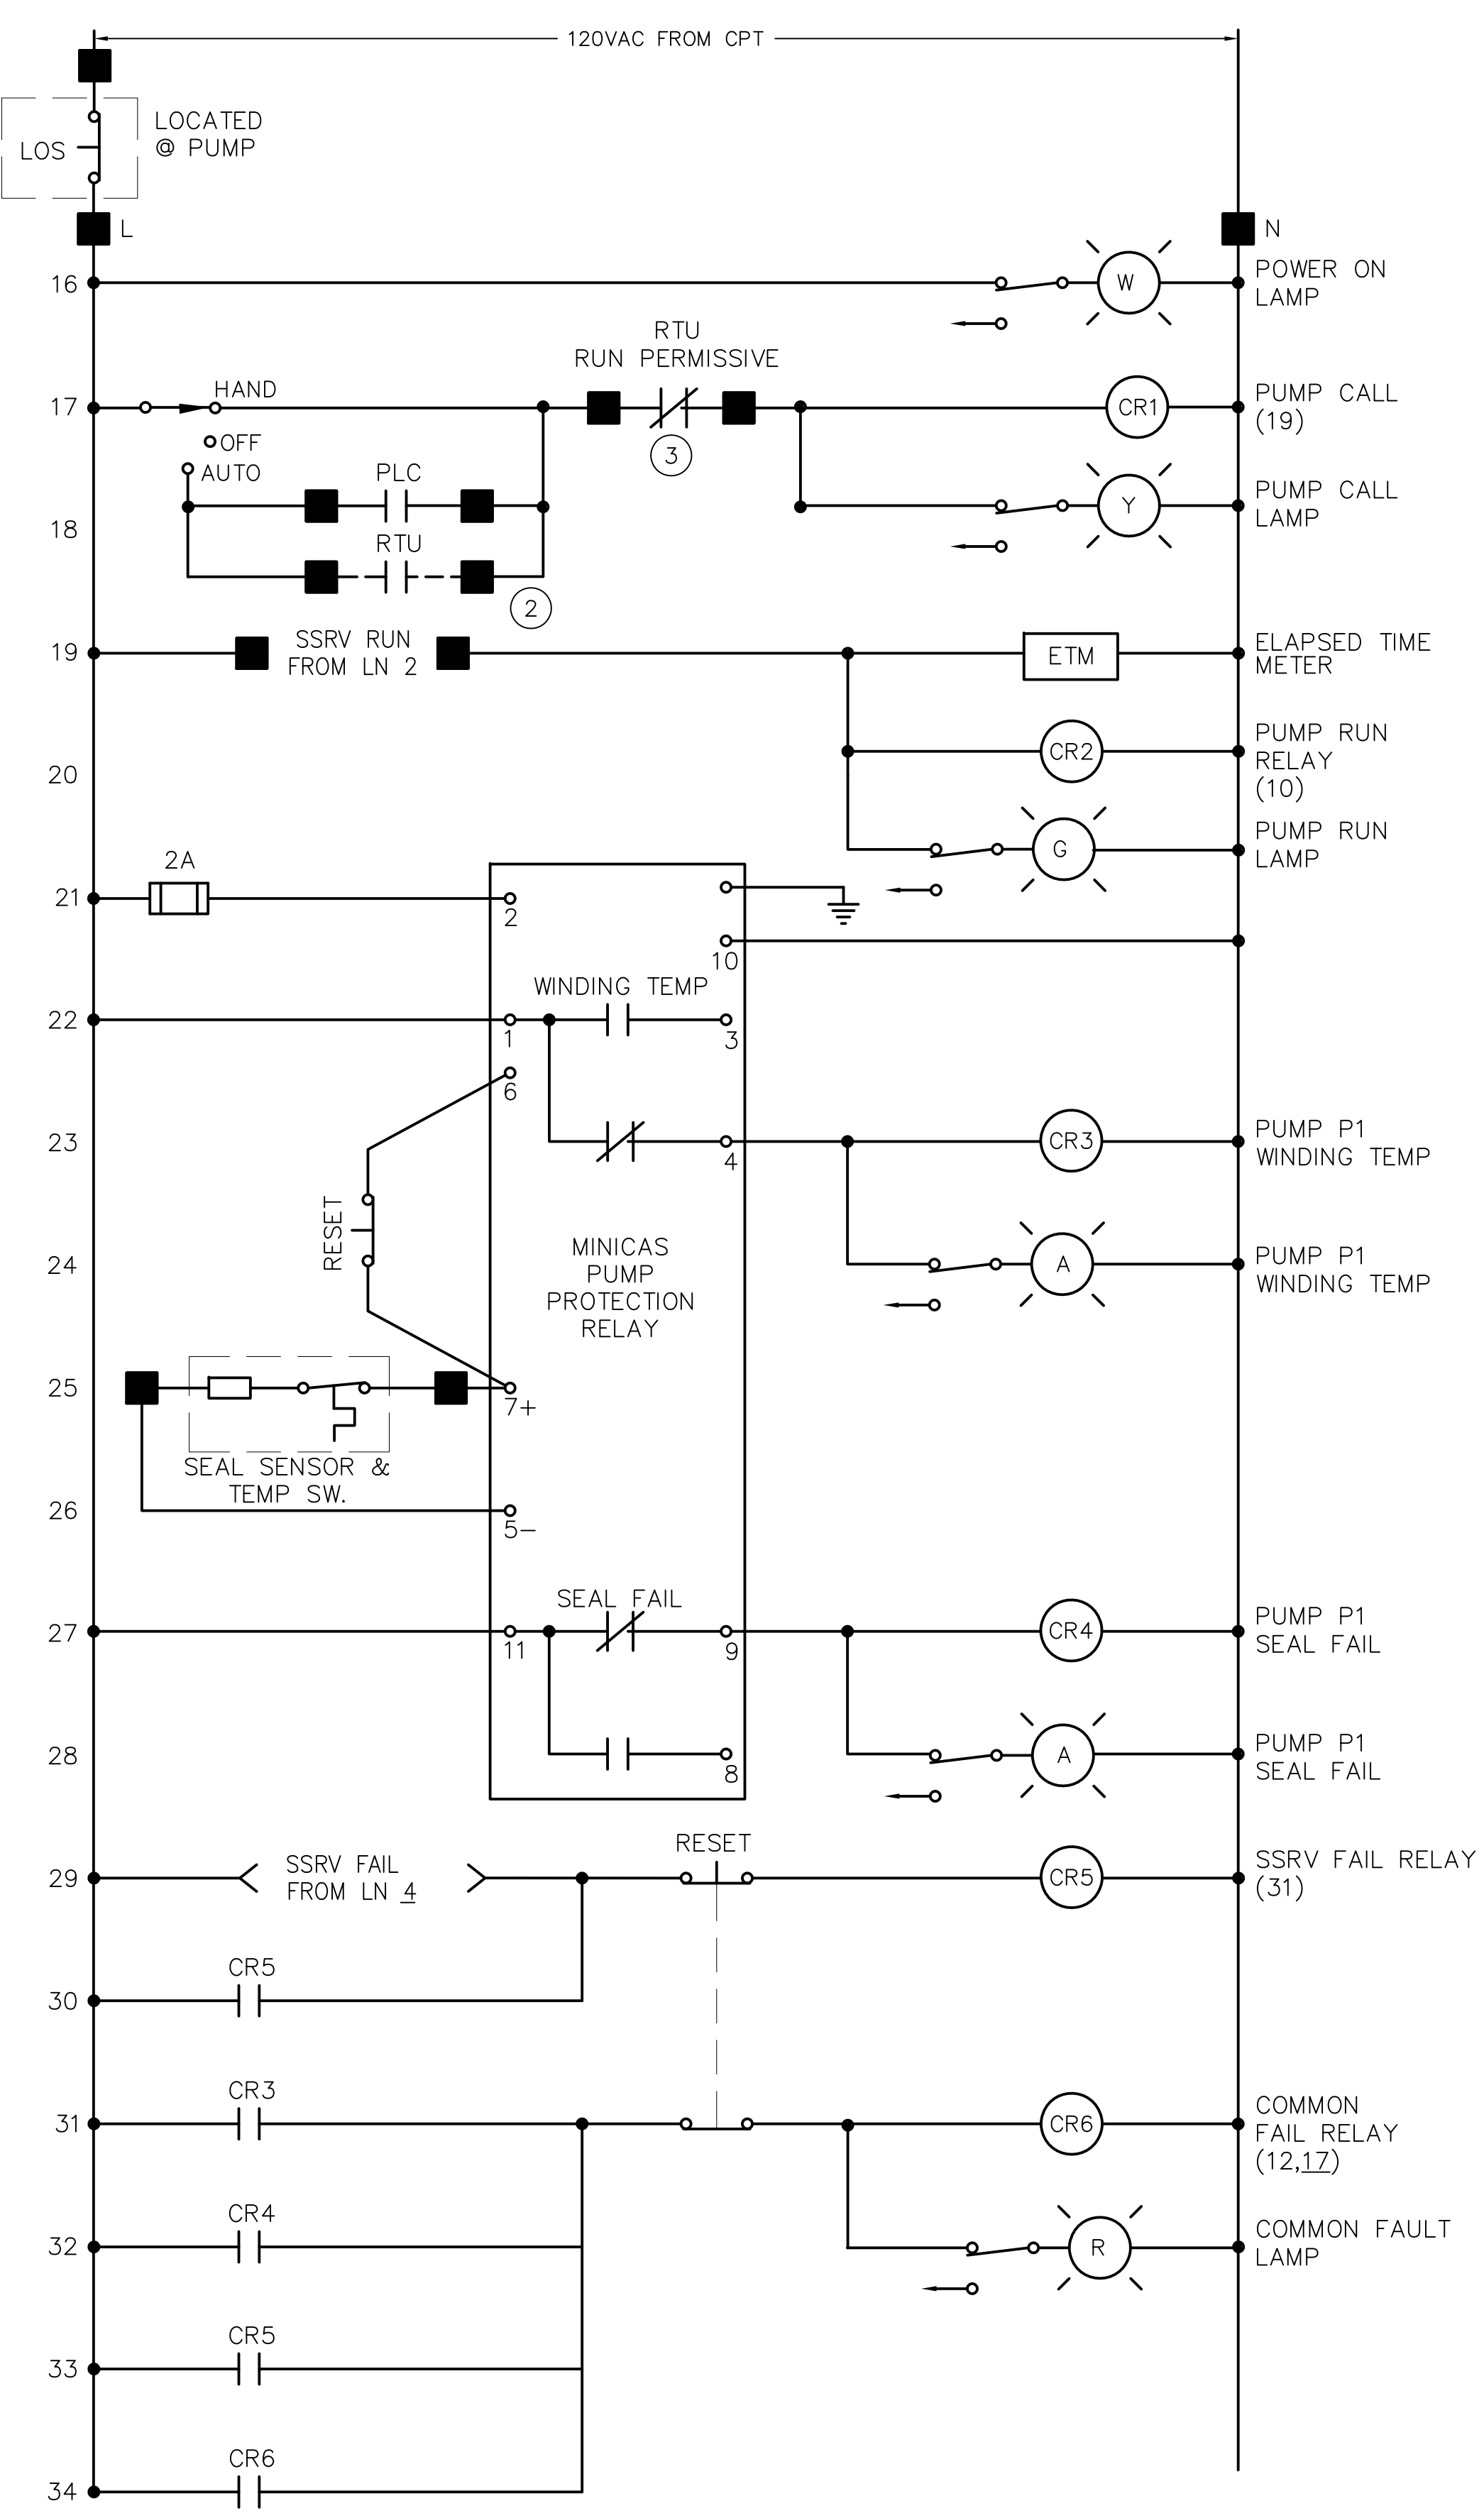 120VAC FROM CPT
LOCATED
@ PUMP
LOS
L
N
16
W
POWER ON
LAMP
RTU
RUN PERMISSIVE
17
HAND
OFF
AUTO
3
CR1
PUMP CALL
(19)
PLC
18
RTU
2
Y
PUMP CALL
LAMP
19
SSRV RUN
FROM LN 2
ETM
ELAPSED TIME
METER
20
CR2
PUMP RUN
RELAY
(10)
G
PUMP RUN
LAMP
21
2A
2
10
WINDING TEMP
22
1
3
6
23
4
CR3
PUMP P1
WINDING TEMP
RESET
24
MINICAS
PUMP
PROTECTION
RELAY
A
PUMP P1
WINDING TEMP
25
7+
SEAL SENSOR &
TEMP SW.
26
5-
SEAL FAIL
27
11
9
CR4
PUMP P1
SEAL FAIL
28
8
A
PUMP P1
SEAL FAIL
RESET
29
SSRV FAIL
FROM LN 4
CR5
SSRV FAIL RELAY
(31)
CR5
30
CR3
31
CR6
COMMON
FAIL RELAY
(12,17)
CR4
32
R
COMMON FAULT
LAMP
CR5
33
CR6
34